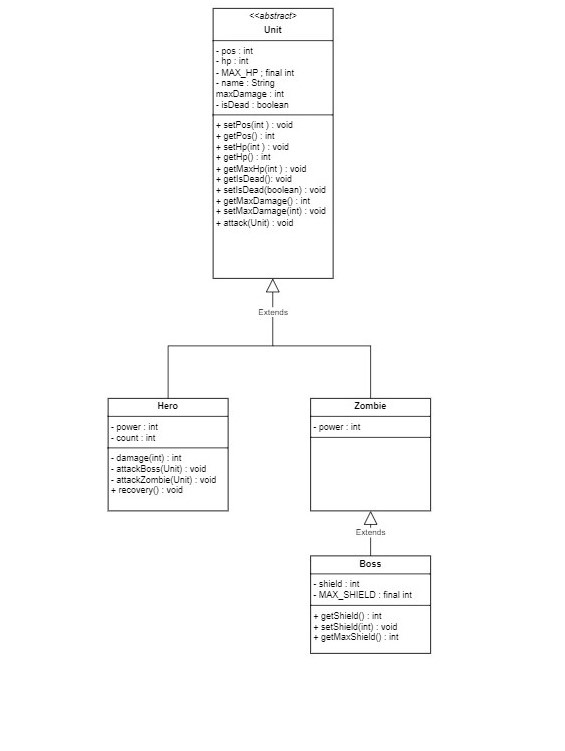 <<abstract>>
Unit
- pos : int
- hp : int
- MAX_HP ; final int
- name : String
maxDamage : int
- isDead : boolean
+ setPos(int ) : void
+ getPos() : int
+ setHp(int ) : void
+ getHp() : int
+ getMaxHp(int ) : void
+ getIsDead(): void
+ setIsDead(boolean) : void
+ getMaxDamage() : int
+ setMaxDamage(int) : void
+ attack(Unit) : void
Extends
Hero
- power : int
- count : int
- damage(int) : int
- attackBoss(Unit) : void
- attackZombie(Unit) : void
+ recovery() : void
Zombie
- power : int
Extends
Boss
- shield : int
- MAX_SHIELD : final int
+ getShield() : int
+ setShield(int) : void
+ getMaxShield() : int